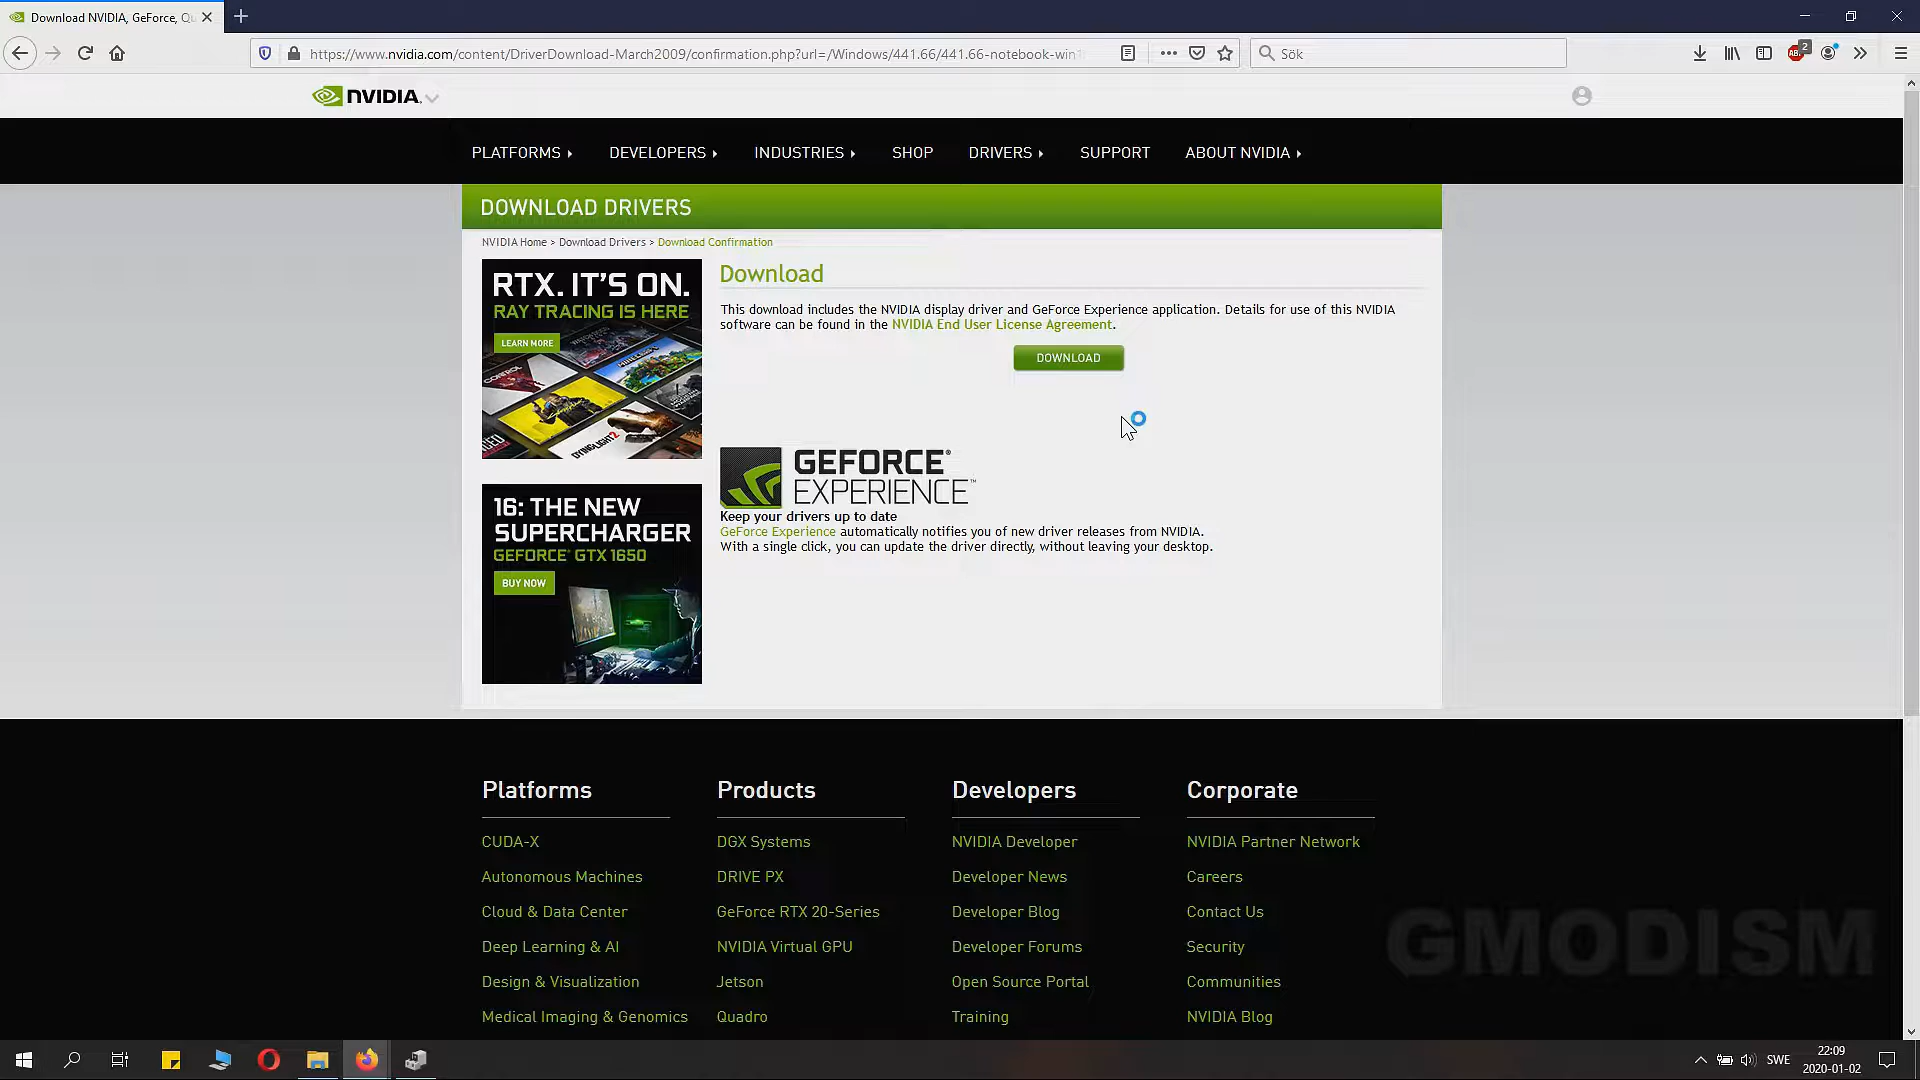 Download NVIDIA, GeForce, Qu
https://www.nvidia.com/content/DriverDownload-March2009/confirmation.php?url=/Windows/441.66/441.66-notebook-win1
Sök
2
NVIDIA.
PLATFORMS
DEVELOPERS
INDUSTRIES
SHOP
DRIVERS
SUPPORT
ABOUT NVIDIA
DOWNLOAD DRIVERS
NVIDIA Home > Download Drivers > Download Confirmation
RTX. IT'S ON.
RAY TRACING IS HERE
LEARN MORE
CONTROL
MINECRAFT
DYING LIGHT 2
Download
This download includes the NVIDIA display driver and GeForce Experience application. Details for use of this NVIDIA
software can be found in the NVIDIA End User License Agreement.
DOWNLOAD
GEFORCE®
EXPERIENCE™
Keep your drivers up to date
GeForce Experience automatically notifies you of new driver releases from NVIDIA.
With a single click, you can update the driver directly, without leaving your desktop.
16: THE NEW
SUPERCHARGER
GEFORCE® GTX 1650
BUY NOW
Platforms
CUDA-X
Autonomous Machines
Cloud & Data Center
Deep Learning & AI
Design & Visualization
Medical Imaging & Genomics
Products
DGX Systems
DRIVE PX
GeForce RTX 20-Series
NVIDIA Virtual GPU
Jetson
Quadro
Developers
NVIDIA Developer
Developer News
Developer Blog
Developer Forums
Open Source Portal
Training
Corporate
NVIDIA Partner Network
Careers
Contact Us
Security
Communities
NVIDIA Blog
GMODISM
SWE
22:09
2020-01-02